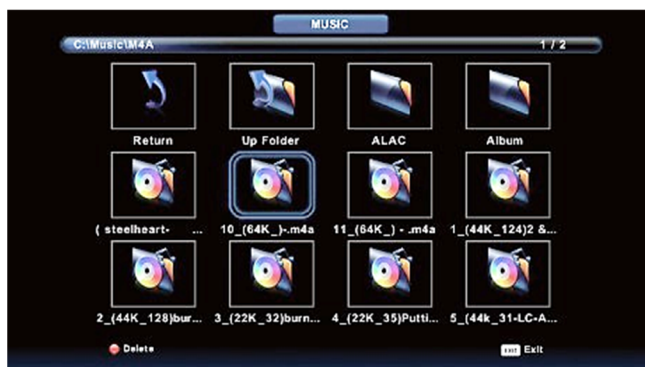 MUSIC
C:\Music\M4A 1 / 2
Return Up Folder ALAC Album
( steelheart- ... 10_(64K_)-.m4a 11_(64K_) - .m4a 1_(44K_124)2 &...
2_(44K_128)bur... 3_(22K_32)burn... 4_(22K_35)Putti... 5_(44k_31-LC-A...
Delete EXIT Exit